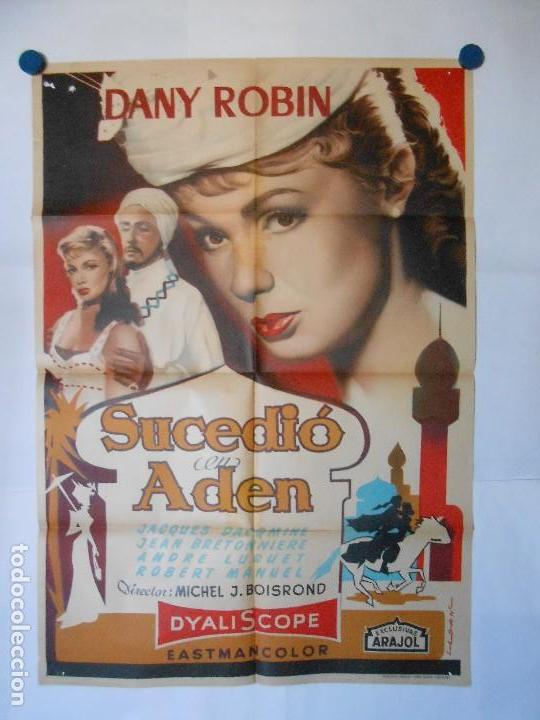 DANY ROBIN
Sucedió
en
Aden
JACQUES DACQMINE
JEAN BRETONNIERE
ANDRE LUGUET
ROBERT MANUEL
Director: MICHEL J. BOISROND
DYALISCOPE
EASTMANCOLOR
EXCLUSIVAS
ARAJOL
todocoleccion